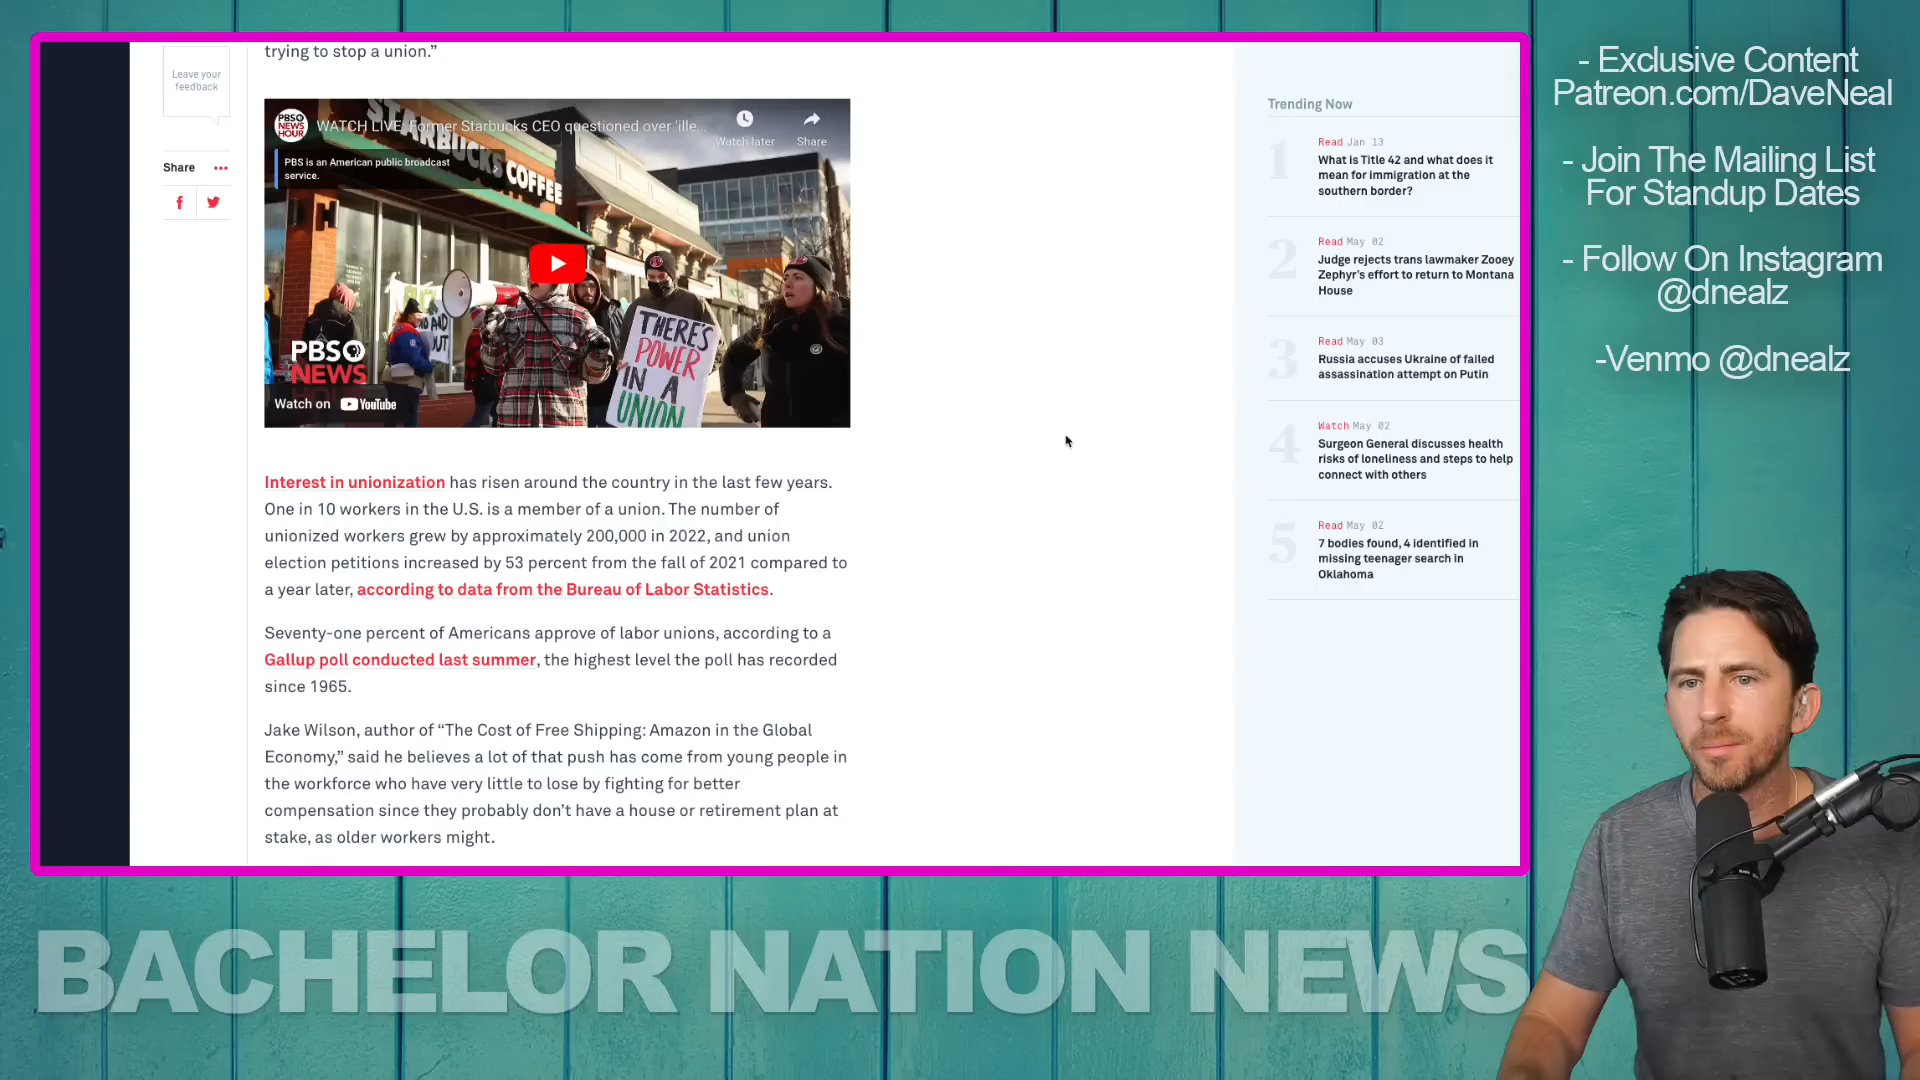 trying to stop a union.”
Leave your
feedback
Share
PBS
NEWS
HOUR
WATCH LIVE: Former Starbucks CEO questioned over 'ille...
Watch later
Share
PBS is an American public broadcast
service.
STARBUCKS COFFEE
THERE'S
POWER
IN A
UNION
PBS
NEWS
Watch on YouTube
Interest in unionization has risen around the country in the last few years.
One in 10 workers in the U.S. is a member of a union. The number of
unionized workers grew by approximately 200,000 in 2022, and union
election petitions increased by 53 percent from the fall of 2021 compared to
a year later, according to data from the Bureau of Labor Statistics.
Seventy-one percent of Americans approve of labor unions, according to a
Gallup poll conducted last summer, the highest level the poll has recorded
since 1965.
Jake Wilson, author of “The Cost of Free Shipping: Amazon in the Global
Economy,” said he believes a lot of that push has come from young people in
the workforce who have very little to lose by fighting for better
compensation since they probably don’t have a house or retirement plan at
stake, as older workers might.
Trending Now
1
Read Jan 13
What is Title 42 and what does it
mean for immigration at the
southern border?
2
Read May 02
Judge rejects trans lawmaker Zooey
Zephyr’s effort to return to Montana
House
3
Read May 03
Russia accuses Ukraine of failed
assassination attempt on Putin
4
Watch May 02
Surgeon General discusses health
risks of loneliness and steps to help
connect with others
5
Read May 02
7 bodies found, 4 identified in
missing teenager search in
Oklahoma
- Exclusive Content
Patreon.com/DaveNeal
- Join The Mailing List
For Standup Dates
- Follow On Instagram
@dnealz
-Venmo @dnealz
BACHELOR NATION NEWS